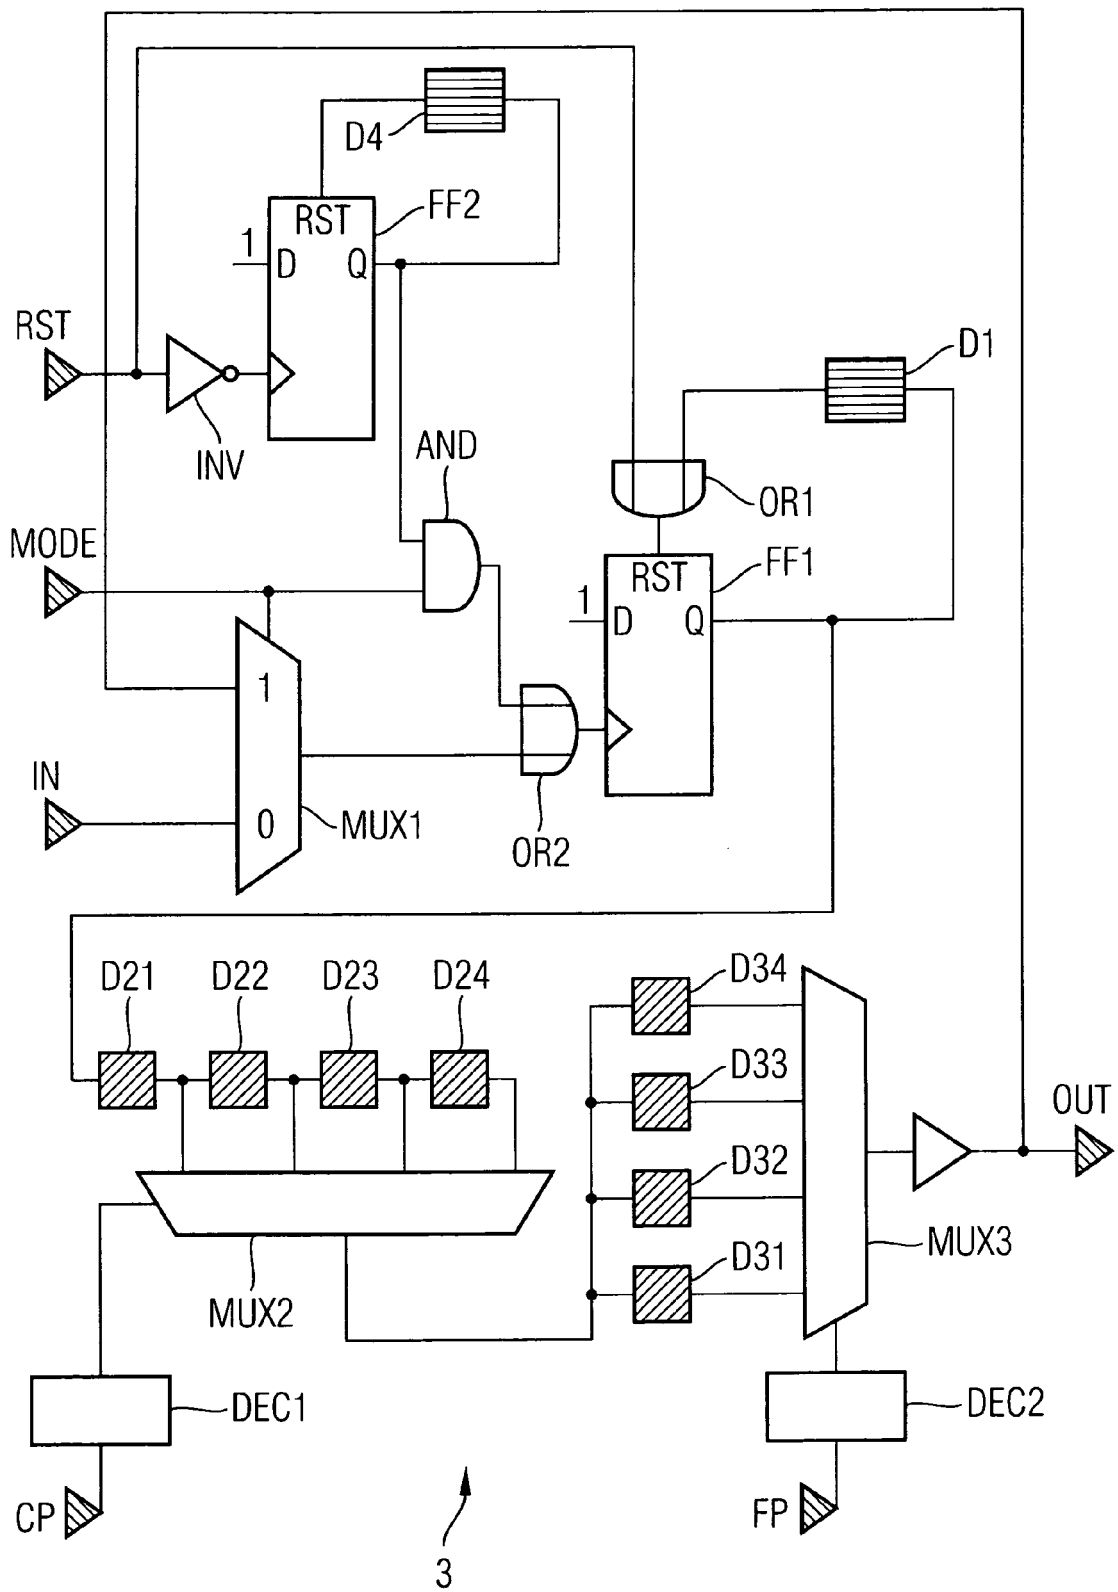 D4
RST
FF2
1
D
Q
RST
D1
INV
AND
OR1
MODE
RST
FF1
1
D
Q
1
IN
0
MUX1
OR2
D21
D22
D23
D24
D34
D33
OUT
D32
D31
MUX3
MUX2
DEC1
DEC2
CP
FP
3